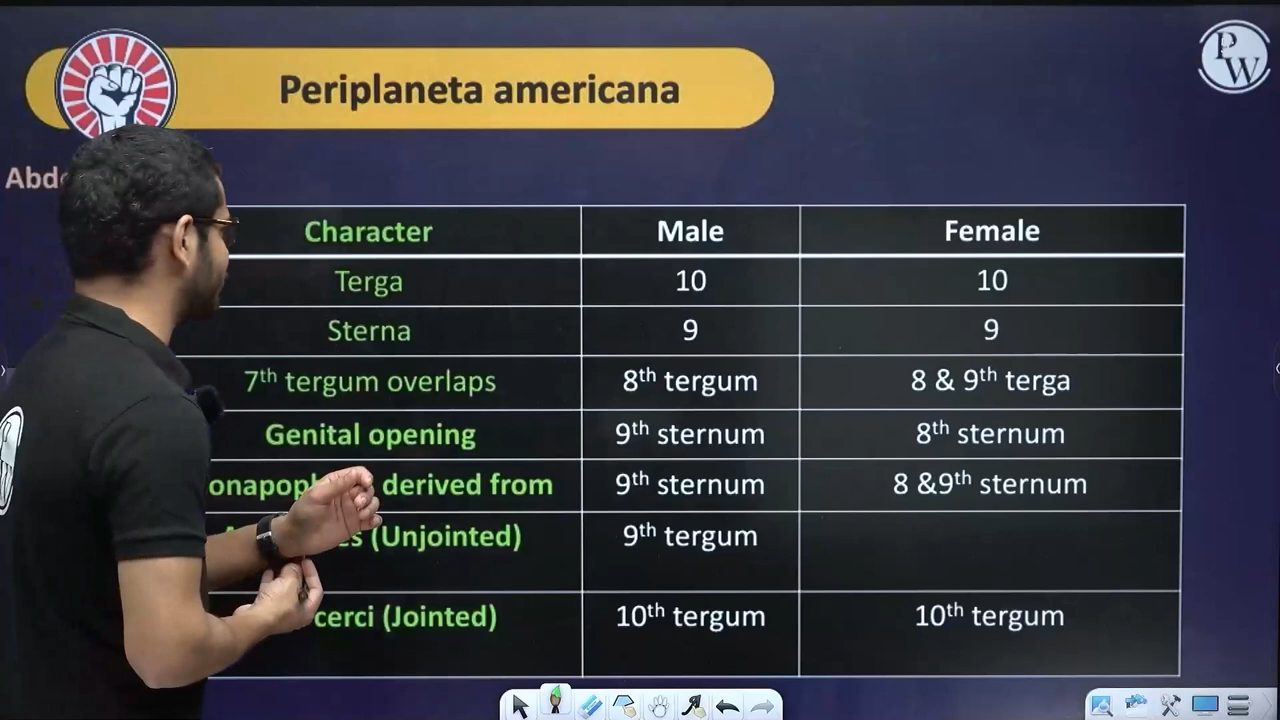 Periplaneta americana
PW
Character Male Female
Terga 10 10
Sterna 9 9
7th tergum overlaps 8th tergum 8 & 9th terga
Genital opening 9th sternum 8th sternum
derived from 9th sternum 8 &9th sternum
(Unjointed) 9th tergum
cerci (Jointed) 10th tergum 10th tergum